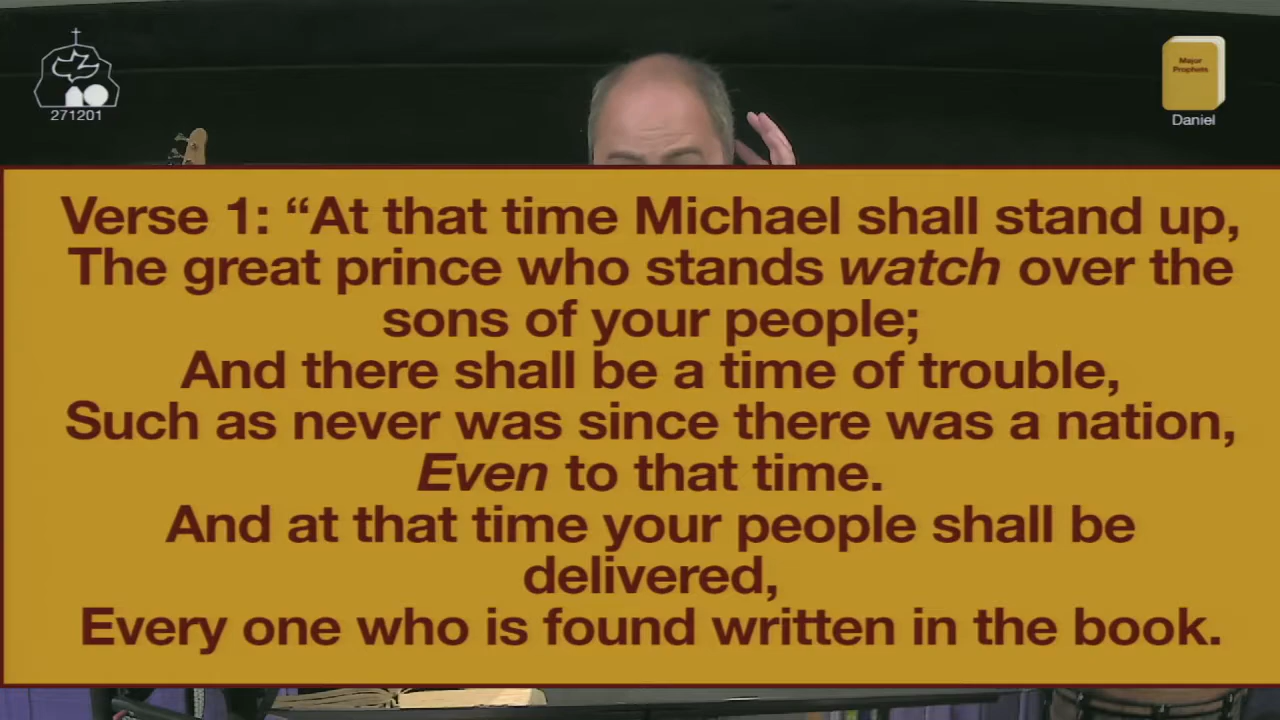 271201
Major
Prophets
Daniel
Verse 1: “At that time Michael shall stand up,
The great prince who stands watch over the
sons of your people;
And there shall be a time of trouble,
Such as never was since there was a nation,
Even to that time.
And at that time your people shall be
delivered,
Every one who is found written in the book.